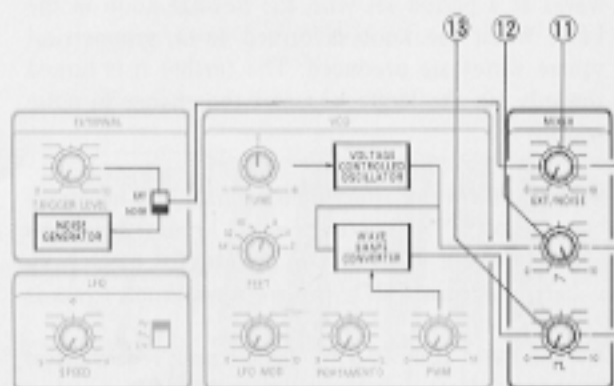 ⑬ ⑫ ⑪
EXTERNAL
VCO
MIXER
TRIGGER LEVEL
EXT
NOISE
NOISE GENERATOR
TUNE
VOLTAGE CONTROLLED OSCILLATOR
EXT/NOISE
FEET
WAVE SHAPE CONVERTER
LFO
SPEED
LFO MOD
PORTAMENTO
PWM
0 10